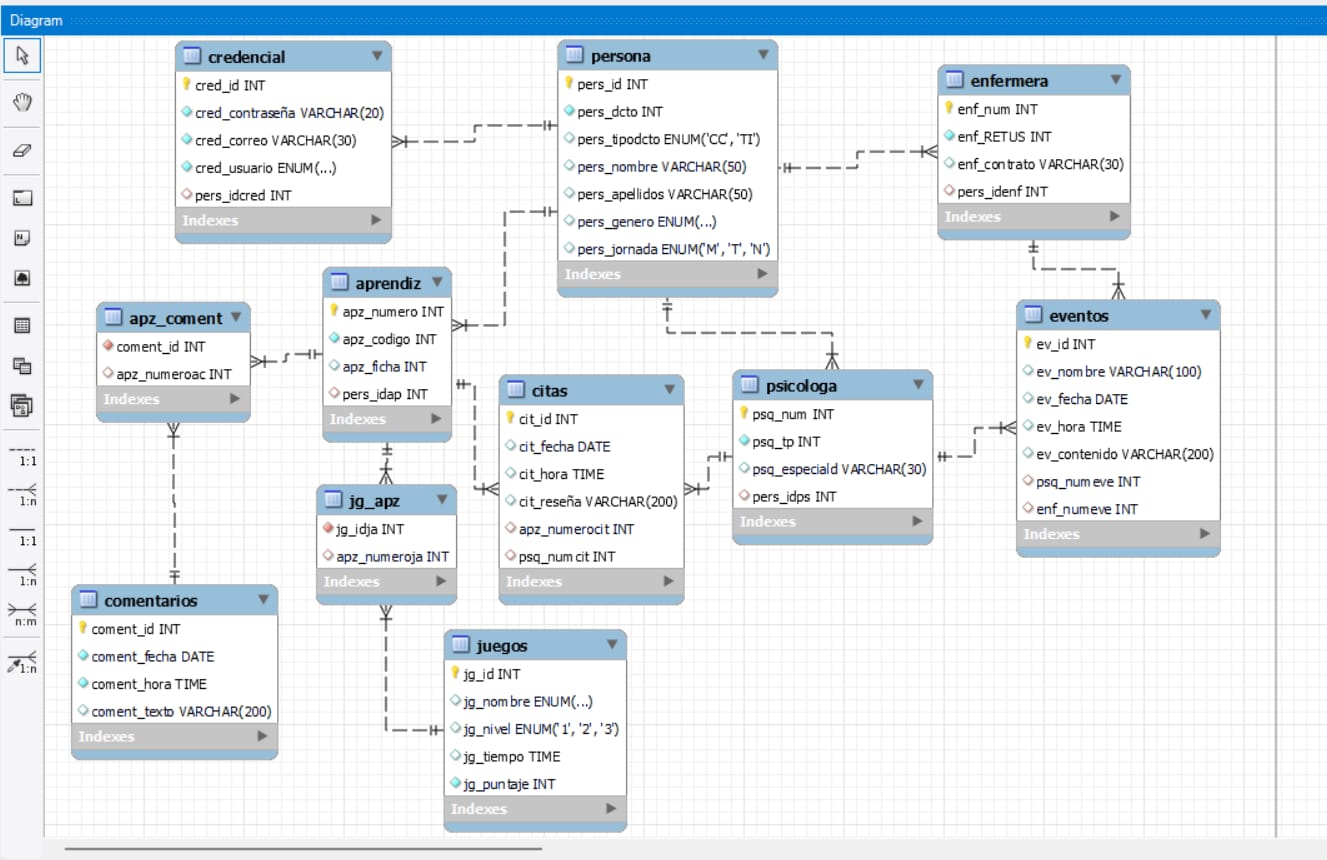 Diagram
credencial
cred_id INT
cred_contraseña VARCHAR(20)
cred_correo VARCHAR(30)
cred_usuario ENUM(...)
pers_idcred INT
Indexes
persona
pers_id INT
pers_dcto INT
pers_tipodcto ENUM('CC', 'TI')
pers_nombre VARCHAR(50)
pers_apellidos VARCHAR(50)
pers_genero ENUM(...)
pers_jornada ENUM('M', 'T', 'N')
Indexes
enfermera
enf_num INT
enf_RETUS INT
enf_contrato VARCHAR(30)
pers_idenf INT
Indexes
apz_coment
coment_id INT
apz_numeroac INT
Indexes
aprendiz
apz_numero INT
apz_codigo INT
apz_ficha INT
pers_idap INT
Indexes
citas
cit_id INT
cit_fecha DATE
cit_hora TIME
cit_reseña VARCHAR(200)
apz_numerocit INT
psq_numcit INT
Indexes
psicologa
psq_num INT
psq_tp INT
psq_especiald VARCHAR(30)
pers_idps INT
Indexes
eventos
ev_id INT
ev_nombre VARCHAR(100)
ev_fecha DATE
ev_hora TIME
ev_contenido VARCHAR(200)
psq_numeve INT
enf_numeve INT
Indexes
jg_apz
jg_idja INT
apz_numeroja INT
Indexes
comentarios
coment_id INT
coment_fecha DATE
coment_hora TIME
coment_texto VARCHAR(200)
Indexes
juegos
jg_id INT
jg_nombre ENUM(...)
jg_nivel ENUM('1', '2', '3')
jg_tiempo TIME
jg_puntaje INT
Indexes
1:1
1:n
1:1
1:n
n:m
1:n